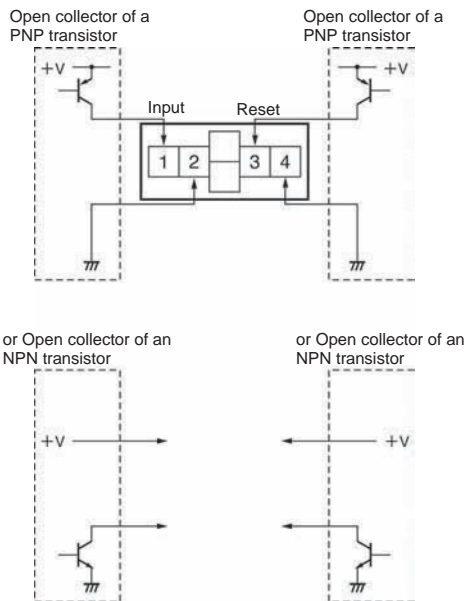 Open collector of a
PNP transistor
Open collector of a
PNP transistor
+V
+V
Input
Reset
1 2 3 4
or Open collector of an
NPN transistor
or Open collector of an
NPN transistor
+V
+V